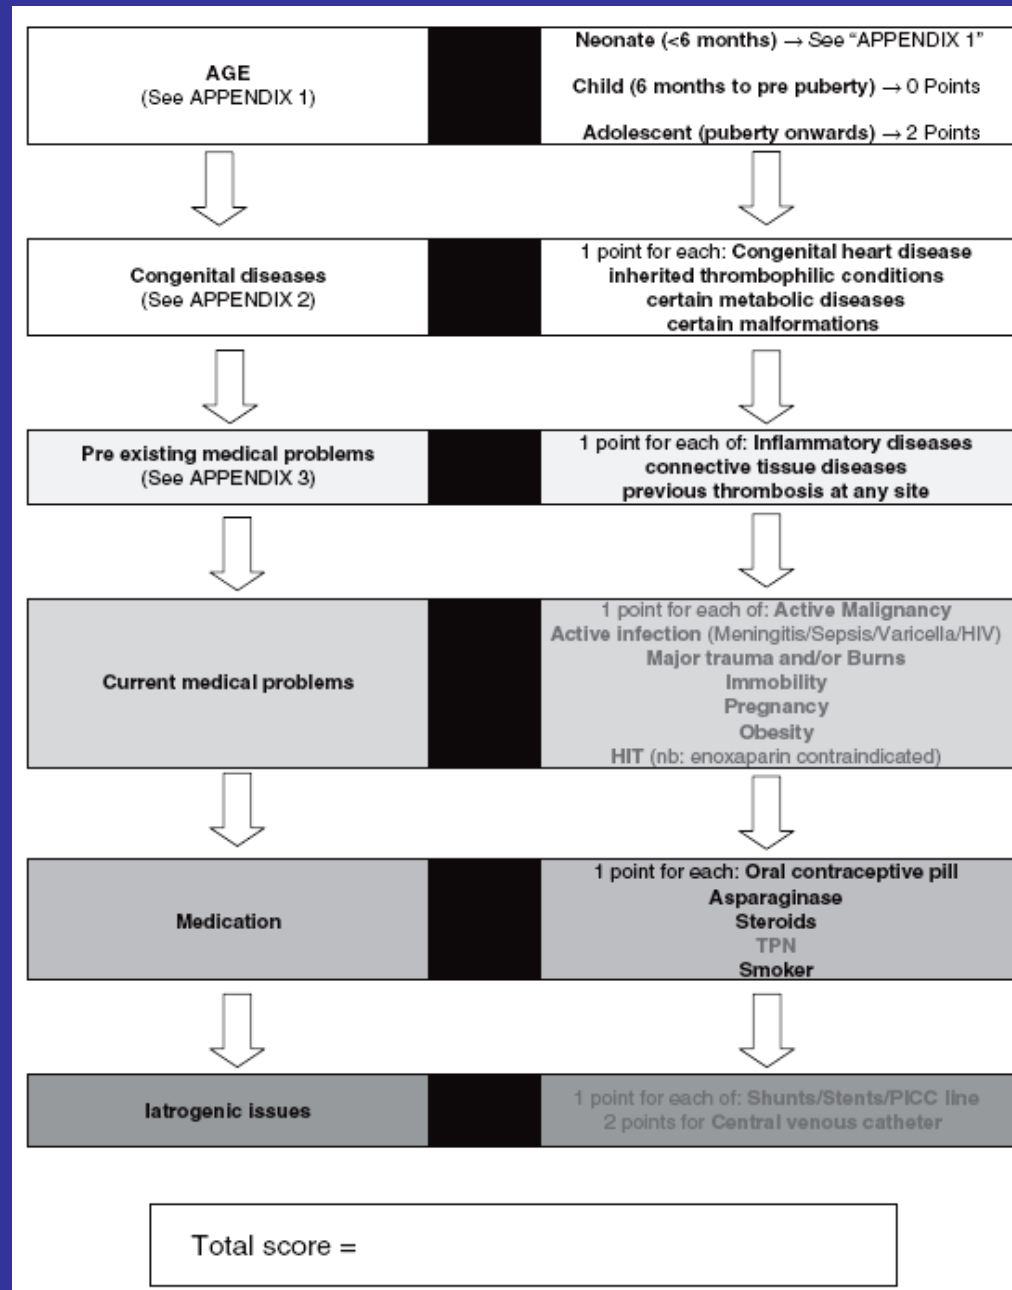 AGE
(See APPENDIX 1)
Neonate (<6 months) → See “APPENDIX 1”
Child (6 months to pre puberty) → 0 Points
Adolescent (puberty onwards) → 2 Points
Congenital diseases
(See APPENDIX 2)
1 point for each: Congenital heart disease
inherited thrombophilic conditions
certain metabolic diseases
certain malformations
Pre existing medical problems
(See APPENDIX 3)
1 point for each of: Inflammatory diseases
connective tissue diseases
previous thrombosis at any site
Current medical problems
1 point for each of: Active Malignancy
Active infection (Meningitis/Sepsis/Varicella/HIV)
Major trauma and/or Burns
Immobility
Pregnancy
Obesity
HIT (nb: enoxaparin contraindicated)
Medication
1 point for each: Oral contraceptive pill
Asparaginase
Steroids
TPN
Smoker
Iatrogenic issues
1 point for each of: Shunts/Stents/PICC line
2 points for Central venous catheter
Total score =